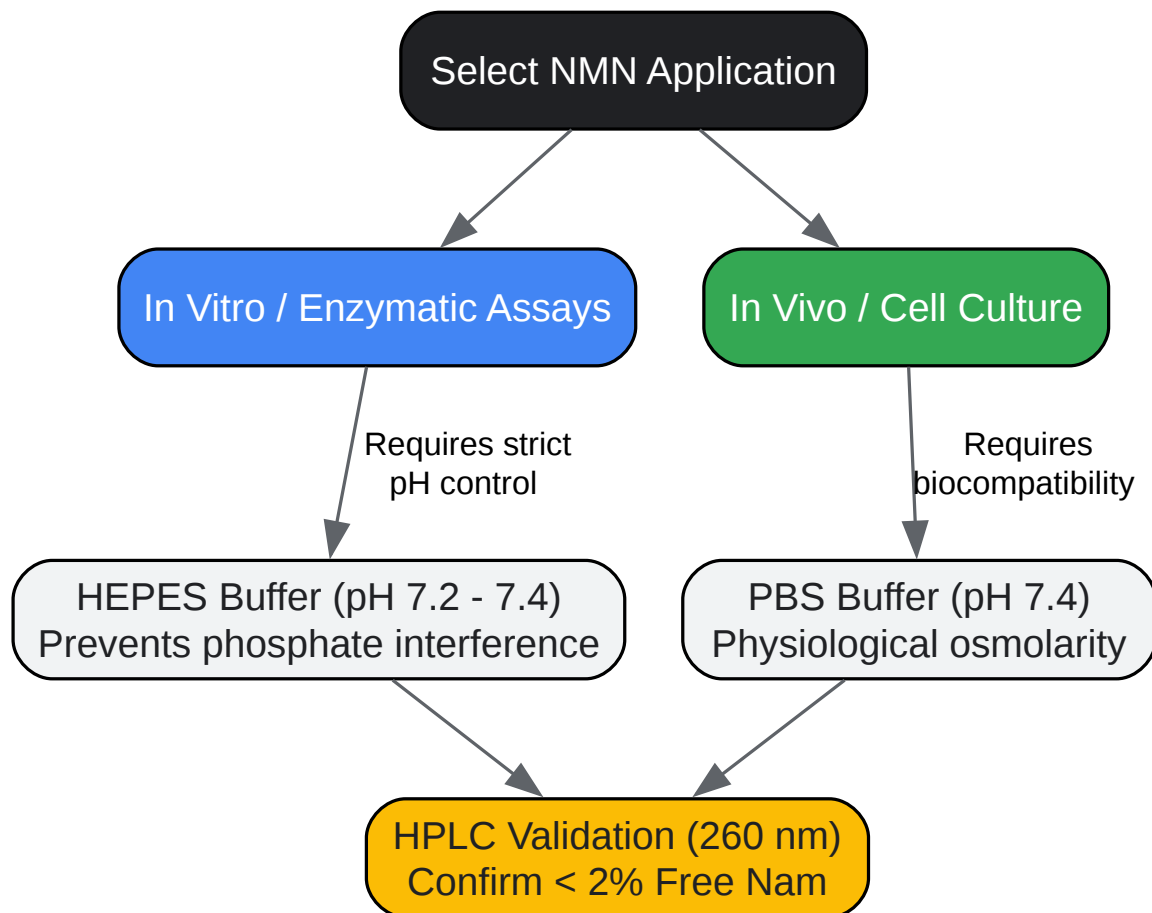 Select NMN Application
In Vitro / Enzymatic Assays
In Vivo / Cell Culture
Requires strict
pH control
Requires
biocompatibility
HEPES Buffer (pH 7.2 - 7.4)
Prevents phosphate interference
PBS Buffer (pH 7.4)
Physiological osmolarity
HPLC Validation (260 nm)
Confirm < 2% Free Nam